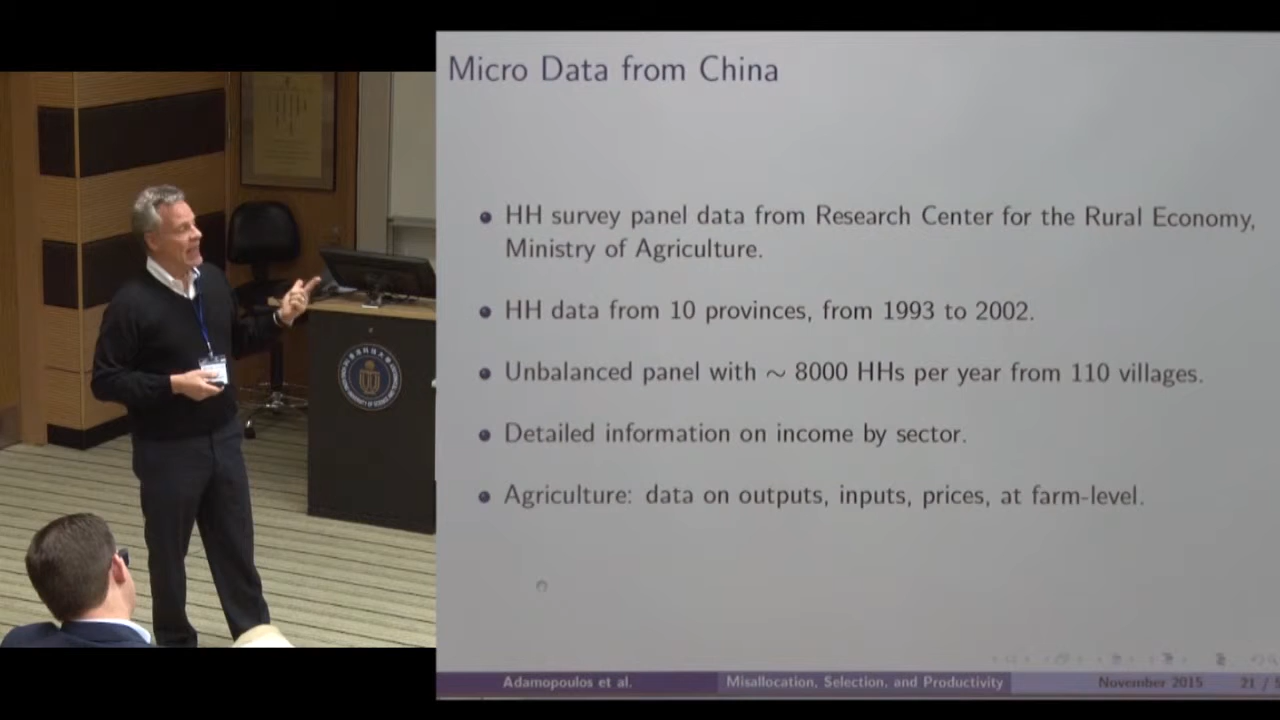 Micro Data from China
HH survey panel data from Research Center for the Rural Economy,
Ministry of Agriculture.
HH data from 10 provinces, from 1993 to 2002.
Unbalanced panel with ~ 8000 HHs per year from 110 villages.
Detailed information on income by sector.
Agriculture: data on outputs, inputs, prices, at farm-level.
Adamopoulos et al.
Misallocation, Selection, and Productivity
November 2015
21 /